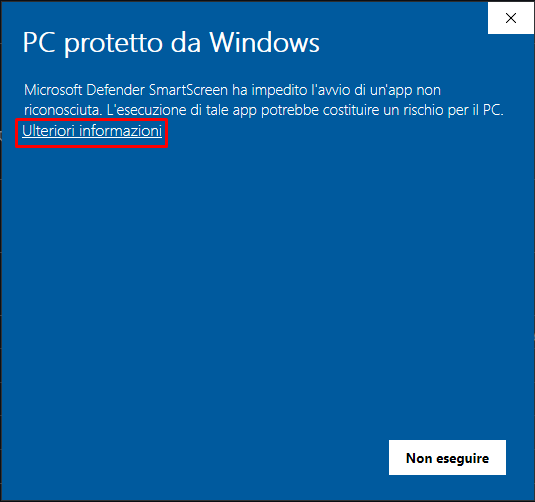 PC protetto da Windows
Microsoft Defender SmartScreen ha impedito l'avvio di un'app non
riconosciuta. L'esecuzione di tale app potrebbe costituire un rischio per il PC.
Ulteriori informazioni
Non eseguire